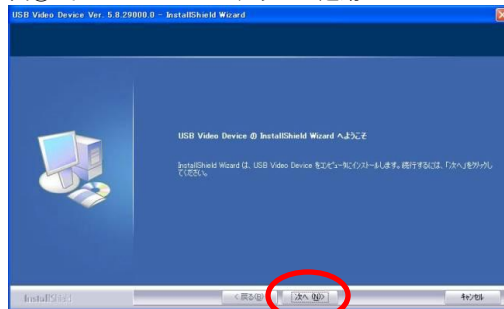 USB Video Device Ver. 5.8.29000.0 - InstallShield Wizard
USB Video Device の InstallShield Wizard へようこそ
InstallShield Wizard は、USB Video Device をコンピュータにインストールします。続行するには、「次へ」をクリックし
てください。
InstallShield
< 戻る(B)
次へ (N)>
キャンセル